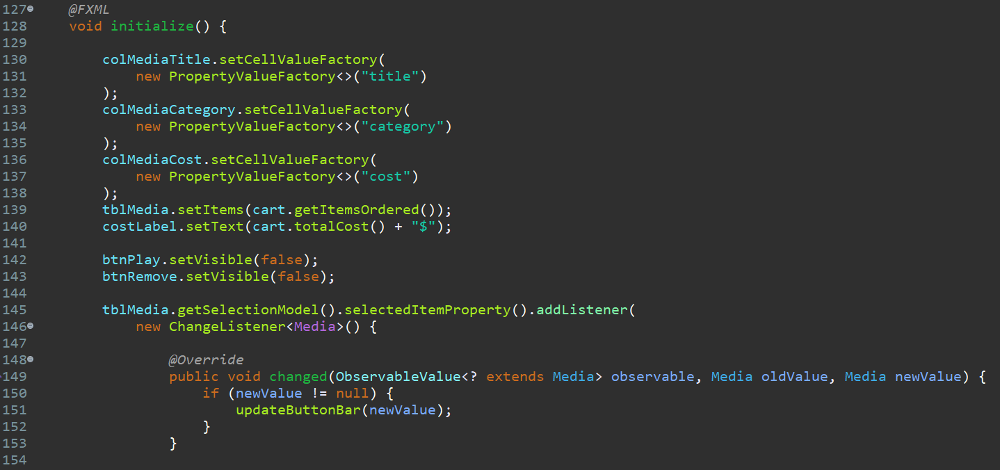 127 @FXML
128 void initialize() {
129
130 colMediaTitle.setCellValueFactory(
131 new PropertyValueFactory<>("title")
132 );
133 colMediaCategory.setCellValueFactory(
134 new PropertyValueFactory<>("category")
135 );
136 colMediaCost.setCellValueFactory(
137 new PropertyValueFactory<>("cost")
138 );
139 tblMedia.setItems(cart.getItemsOrdered());
140 costLabel.setText(cart.totalCost() + "$");
141
142 btnPlay.setVisible(false);
143 btnRemove.setVisible(false);
144
145 tblMedia.getSelectionModel().selectedItemProperty().addListener(
146 new ChangeListener<Media>() {
147
148 @Override
149 public void changed(ObservableValue<? extends Media> observable, Media oldValue, Media newValue) {
150 if (newValue != null) {
151 updateButtonBar(newValue);
152 }
153 }
154